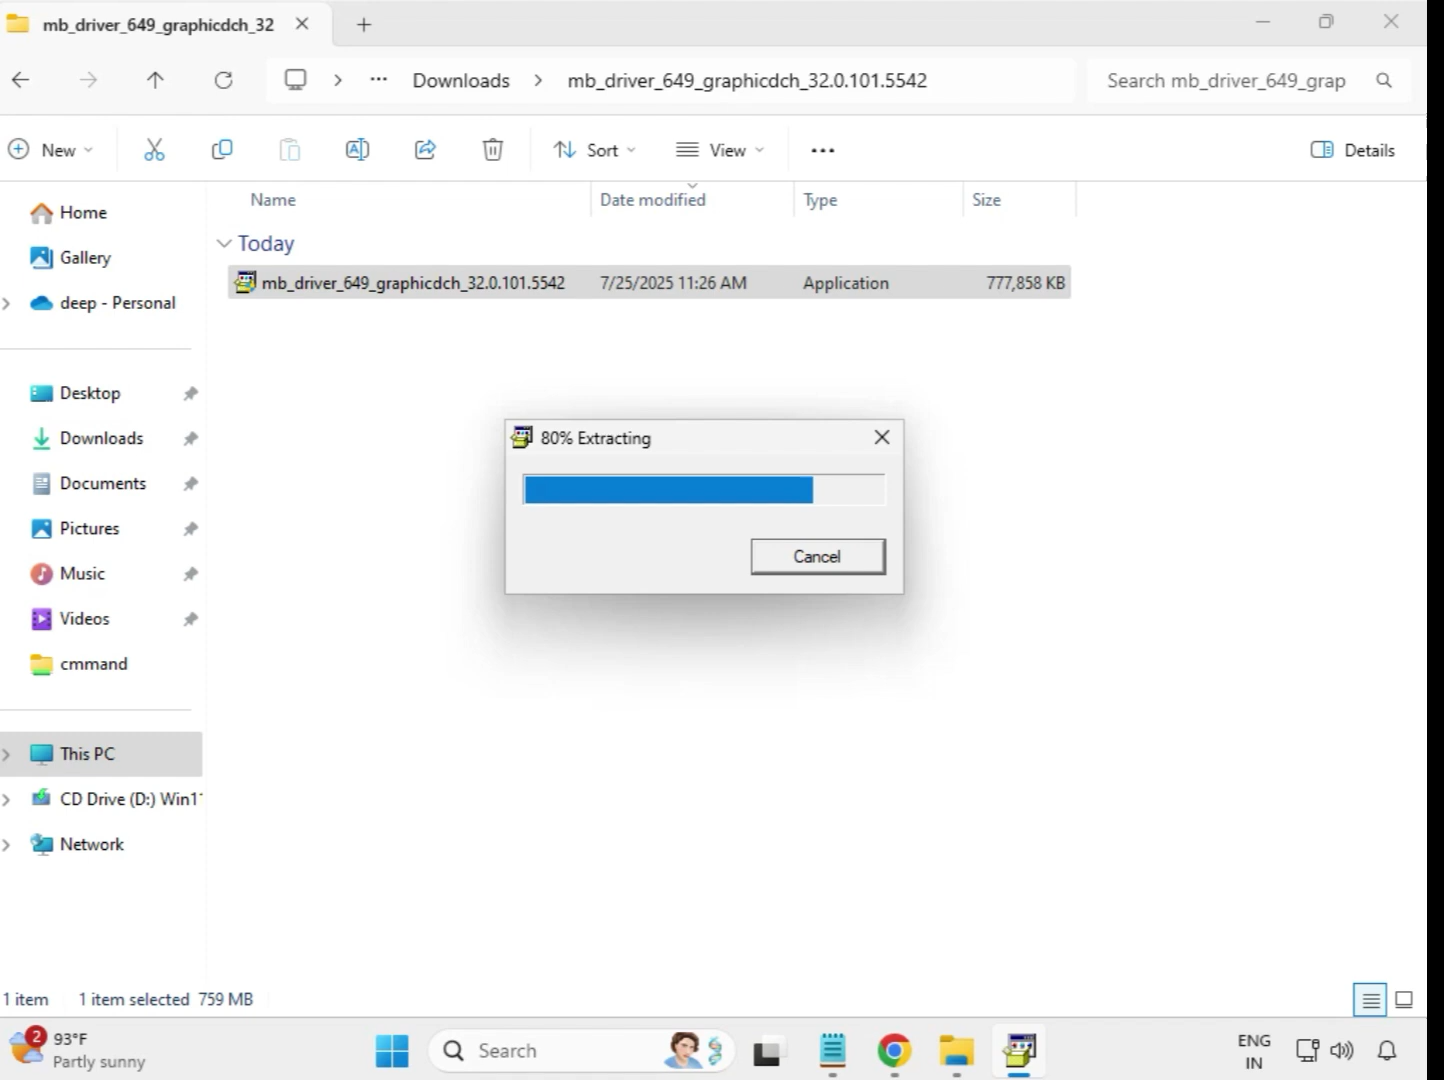 mb_driver_649_graphicdch_32
Downloads
mb_driver_649_graphicdch_32.0.101.5542
Search mb_driver_649_grap
New
Sort
View
Details
Home
Gallery
deep - Personal
Desktop
Downloads
Documents
Pictures
Music
Videos
cmmand
This PC
CD Drive (D:) Win1
Network
Name
Date modified
Type
Size
Today
mb_driver_649_graphicdch_32.0.101.5542 7/25/2025 11:26 AM Application 777,858 KB
80% Extracting
Cancel
1 item 1 item selected 759 MB
2
93°F
Partly sunny
Search
ENG
IN